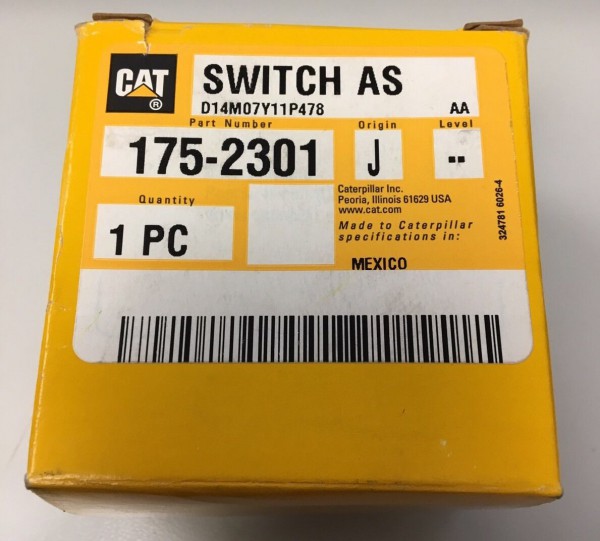 CAT
®
SWITCH AS
D14M07Y11P478 AA
Part Number Origin Level
175-2301 J --
Quantity
1 PC
Caterpillar Inc.
Peoria, Illinois 61629 USA
www.cat.com
Made to Caterpillar
specifications in:
MEXICO
324781 6026-4